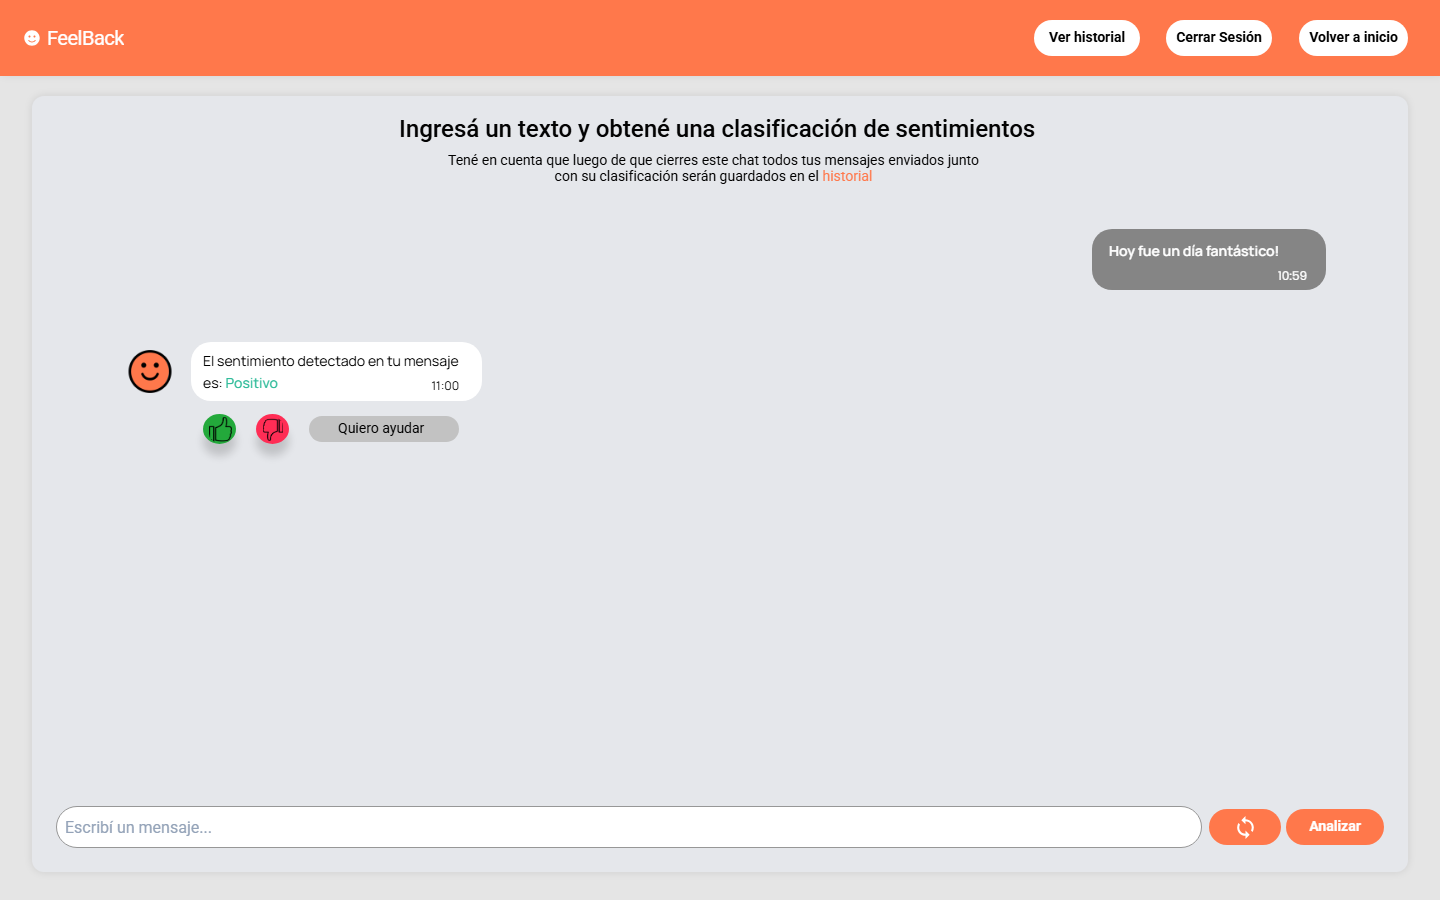 FeelBack
Ver historial
Cerrar Sesión
Volver a inicio
Ingresá un texto y obtené una clasificación de sentimientos
Tené en cuenta que luego de que cierres este chat todos tus mensajes enviados junto
con su clasificación serán guardados en el historial
Hoy fue un día fantástico!
10:59
El sentimiento detectado en tu mensaje
es: Positivo
11:00
Quiero ayudar
Escribí un mensaje...
Analizar